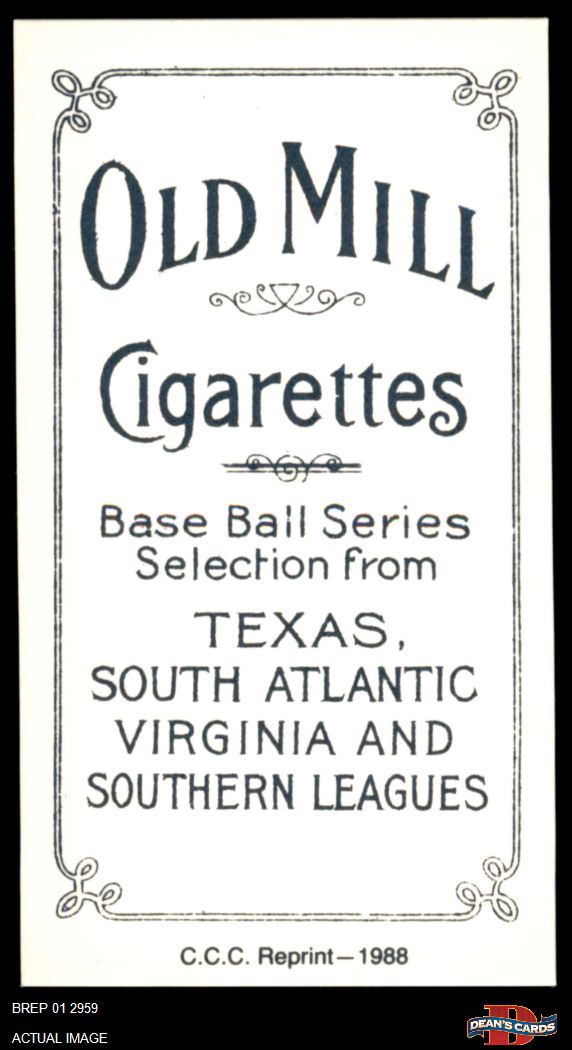 OLD MILL
Cigarettes
Base Ball Series
Selection from
TEXAS,
SOUTH ATLANTIC
VIRGINIA AND
SOUTHERN LEAGUES
C.C.C. Reprint—1988
BREP 01 2959
ACTUAL IMAGE
D
DEAN'S CARDS